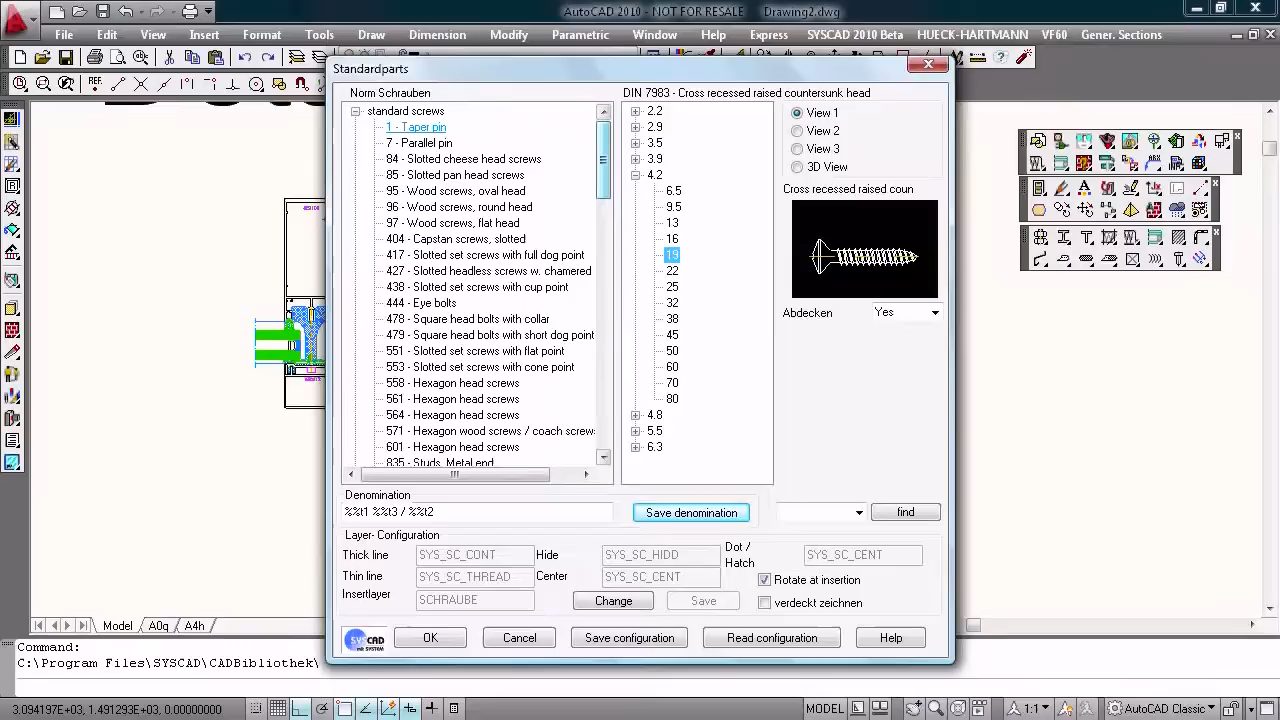 AutoCAD 2010 - NOT FOR RESALE Drawing2.dwg
File Edit View Insert Format Tools Draw Dimension Modify Parametric Window Help Express SYSCAD 2010 Beta HUECK-HARTMANN VF60 Gener. Sections
REF.
Standardparts
Norm Schrauben
DIN 7983 - Cross recessed raised countersunk head
standard screws
1 - Taper pin
7 - Parallel pin
84 - Slotted cheese head screws
85 - Slotted pan head screws
95 - Wood screws, oval head
96 - Wood screws, round head
97 - Wood screws, flat head
404 - Capstan screws, slotted
417 - Slotted set screws with full dog point
427 - Slotted headless screws w. chamered
438 - Slotted set screws with cup point
444 - Eye bolts
478 - Square head bolts with collar
479 - Square head bolts with short dog point
551 - Slotted set screws with flat point
553 - Slotted set screws with cone point
558 - Hexagon head screws
561 - Hexagon head screws
564 - Hexagon head screws
571 - Hexagon wood screws / coach screws
601 - Hexagon head screws
835 - Studs, Metal end
2.2
2.9
3.5
3.9
4.2
6.5
9.5
13
16
19
22
25
32
38
45
50
60
70
80
4.8
5.5
6.3
View 1
View 2
View 3
3D View
Cross recessed raised coun
Abdecken Yes
Denomination
%%t1 %%t3 / %%t2
Save denomination
find
Layer- Configuration
Thick line SYS_SC_CONT Hide SYS_SC_HIDD Dot / Hatch SYS_SC_CENT
Thin line SYS_SC_THREAD Center SYS_SC_CENT Rotate at insertion
Insertlayer SCHRAUBE Change Save verdeckt zeichnen
SYSCAD
mit SYSTEM
OK Cancel Save configuration Read configuration Help
Model A0q A4h
Command:
C:\Program Files\SYSCAD\CADBibliothek\
3.094197E+03, 1.491293E+03, 0.00000000 MODEL 1:1 AutoCAD Classic